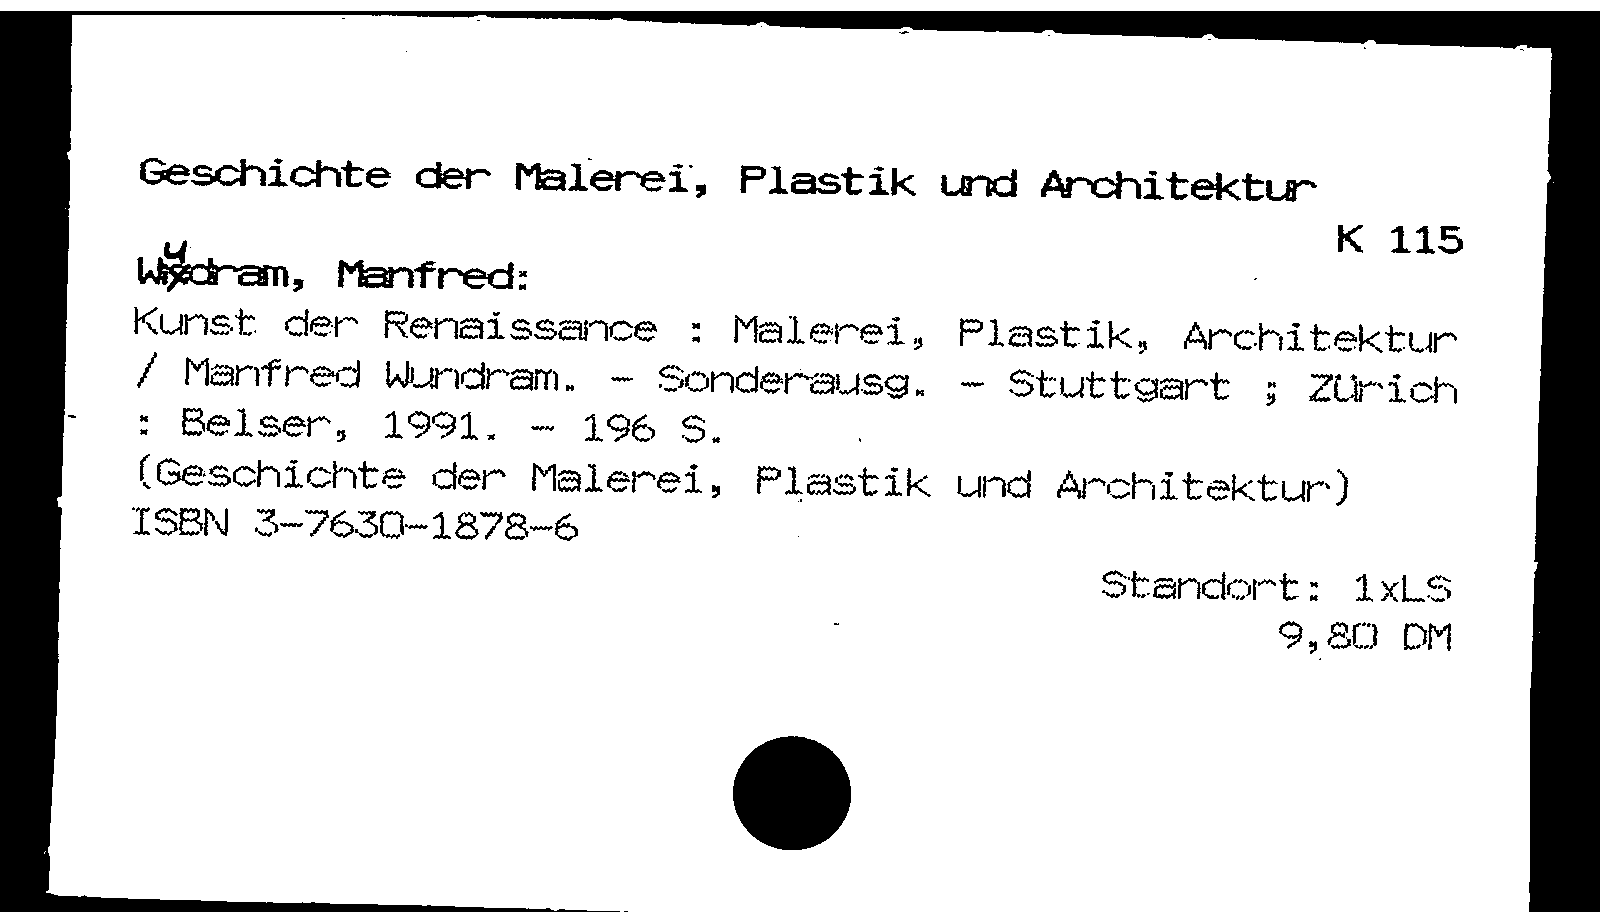 Geschichte der Malerei, Plastik und Architektur
K 115
Wudram, Manfred:
Kunst der Renaissance : Malerei, Plastik, Architektur
/ Manfred Wundram. - Sonderausg. - Stuttgart ; Zürich
: Belser, 1991. - 196 S.
(Geschichte der Malerei, Plastik und Architektur)
ISBN 3-7630-1878-6
Standort: 1xLS
9,80 DM